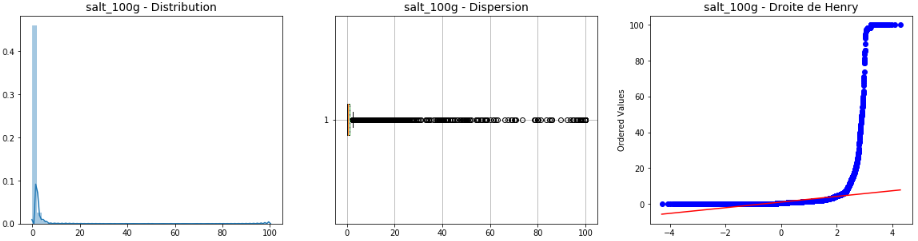 salt_100g - Distribution
0.4
0.3
0.2
0.1
0.0
0 20 40 60 80 100
salt_100g - Dispersion
1
0 20 40 60 80 100
salt_100g - Droite de Henry
Ordered Values
100
80
60
40
20
0
−4 −2 0 2 4